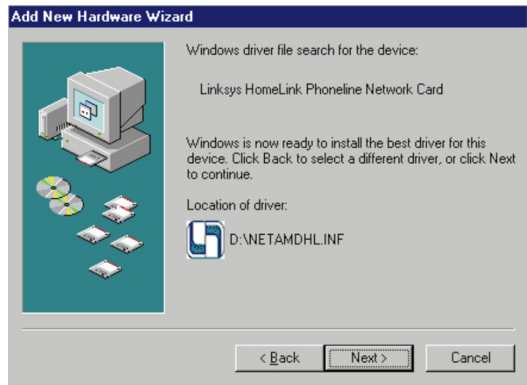 Add New Hardware Wizard
Windows driver file search for the device:
Linksys HomeLink Phoneline Network Card
Windows is now ready to install the best driver for this
device. Click Back to select a different driver, or click Next
to continue.
Location of driver:
D:\NETAMDHL.INF
< Back
Next >
Cancel